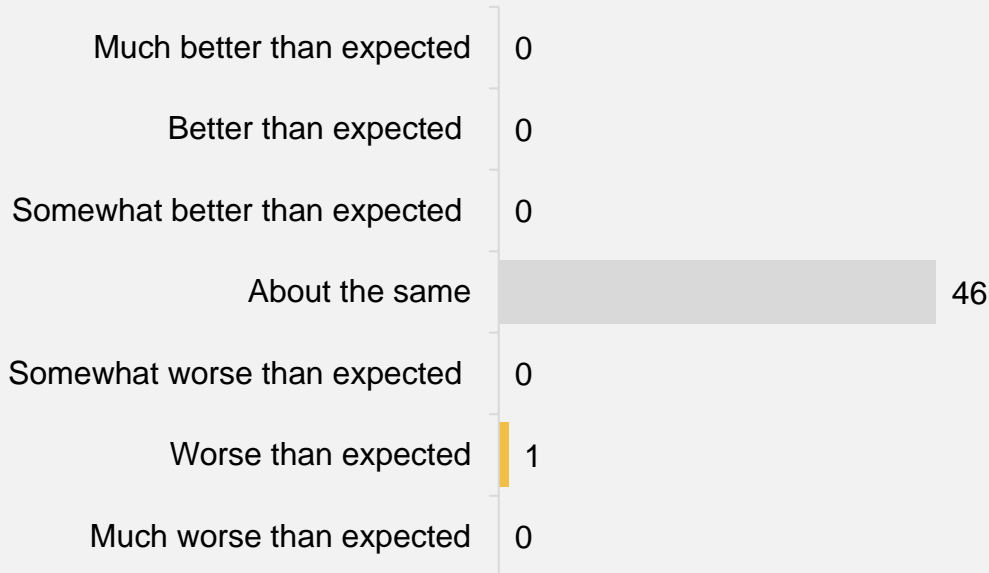 Much better than expected 0
Better than expected 0
Somewhat better than expected 0
About the same 46
Somewhat worse than expected 0
Worse than expected 1
Much worse than expected 0